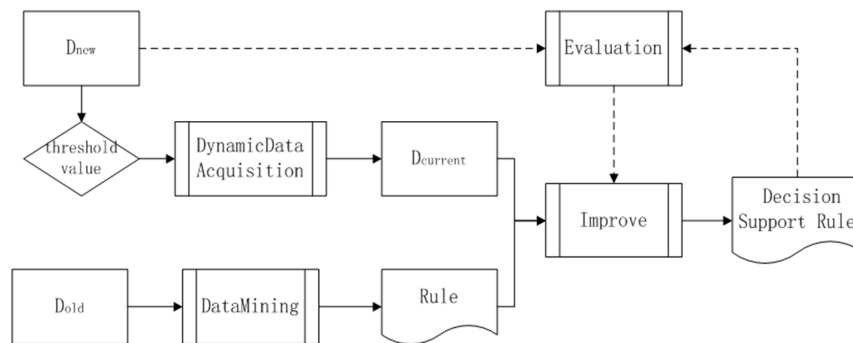 Dnew
Evaluation
threshold
value
DynamicData
Acquisition
Dcurrent
Improve
Decision
Support Rule
Dold
DataMining
Rule